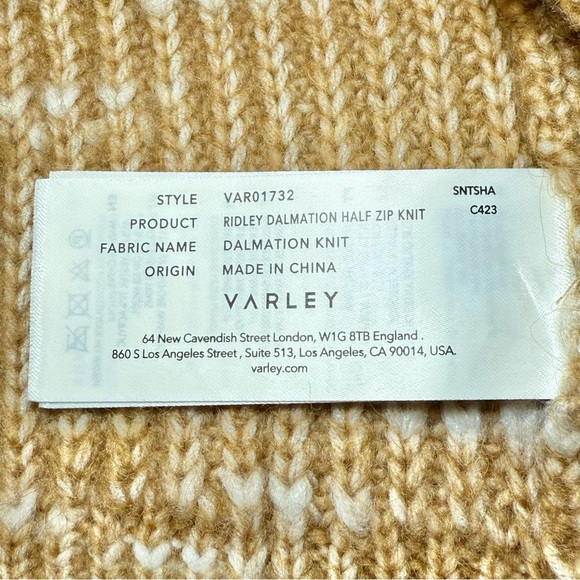 STYLE VAR01732 SNTSHA
PRODUCT RIDLEY DALMATION HALF ZIP KNIT C423
FABRIC NAME DALMATION KNIT
ORIGIN MADE IN CHINA
VARLEY
64 New Cavendish Street London, W1G 8TB England .
860 S Los Angeles Street , Suite 513, Los Angeles, CA 90014, USA.
varley.com